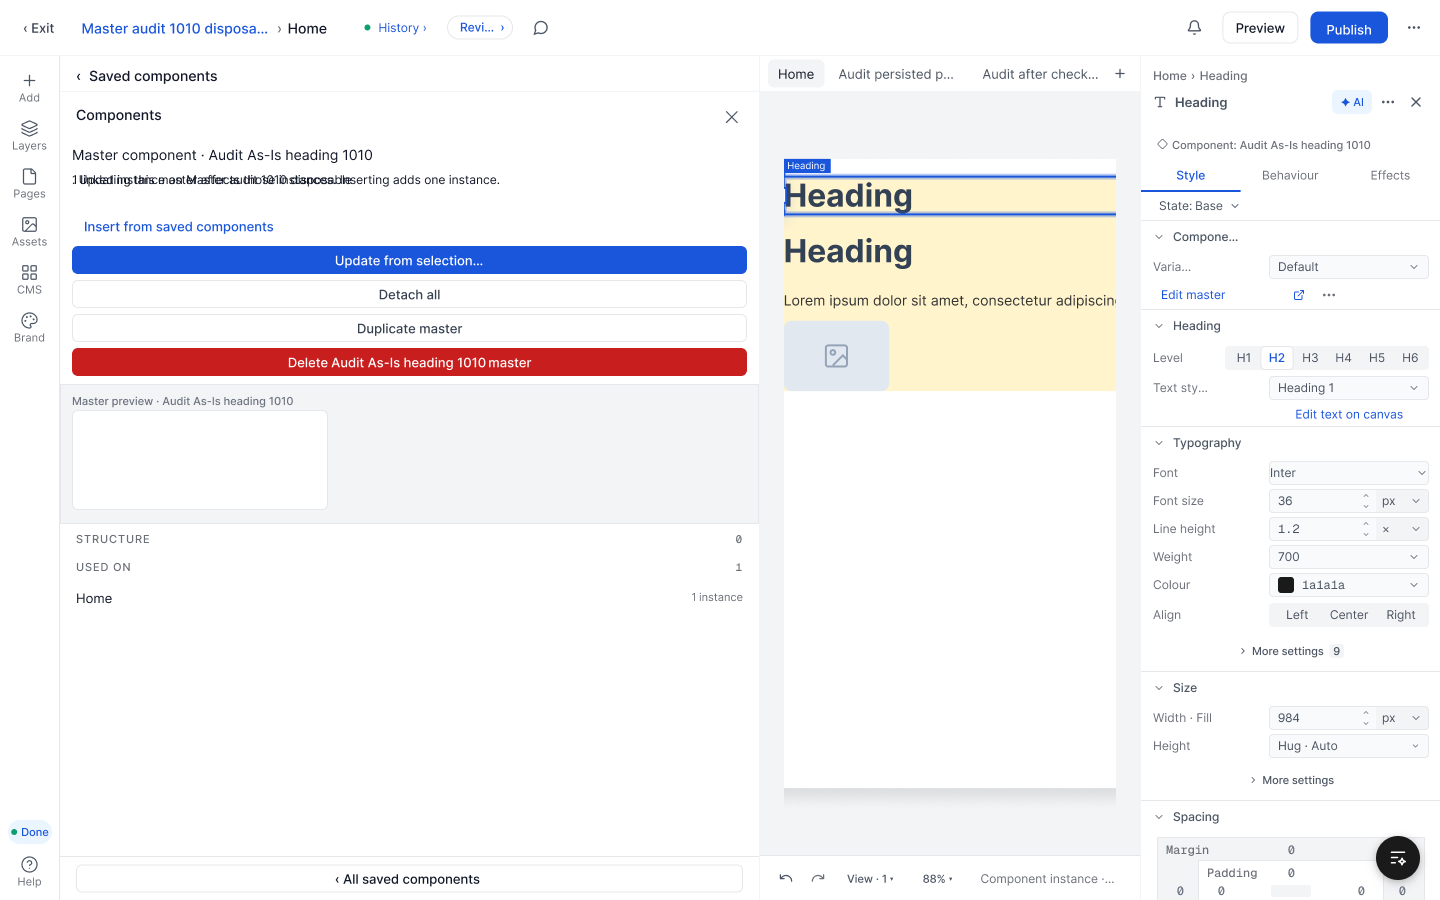 ‹ Exit
Master audit 1010 disposa... › Home
History ›
Revi... ›
Preview
Publish
Add
Layers
Pages
Assets
CMS
Brand
Done
Help
‹ Saved components
Components
Master component · Audit As-Is heading 1010
inserting adds one instance.
Insert from saved components
Update from selection...
Detach all
Duplicate master
Delete Audit As-Is heading 1010 master
Master preview · Audit As-Is heading 1010
STRUCTURE 0
USED ON 1
Home 1 instance
‹ All saved components
Home
Audit persisted p...
Audit after check...
Heading
Heading
Heading
Lorem ipsum dolor sit amet, consectetur adipiscing
View · 1
88%
Component instance ·...
Home › Heading
Heading
AI
Component: Audit As-Is heading 1010
Style Behaviour Effects
State: Base
Compone...
Varia... Default
Edit master
Heading
Level H1 H2 H3 H4 H5 H6
Text sty... Heading 1
Edit text on canvas
Typography
Font Inter
Font size 36 px
Line height 1.2 ×
Weight 700
Colour 1a1a1a
Align Left Center Right
More settings 9
Size
Width · Fill 984 px
Height Hug · Auto
More settings
Spacing
Margin 0
Padding 0
0 0 0 0